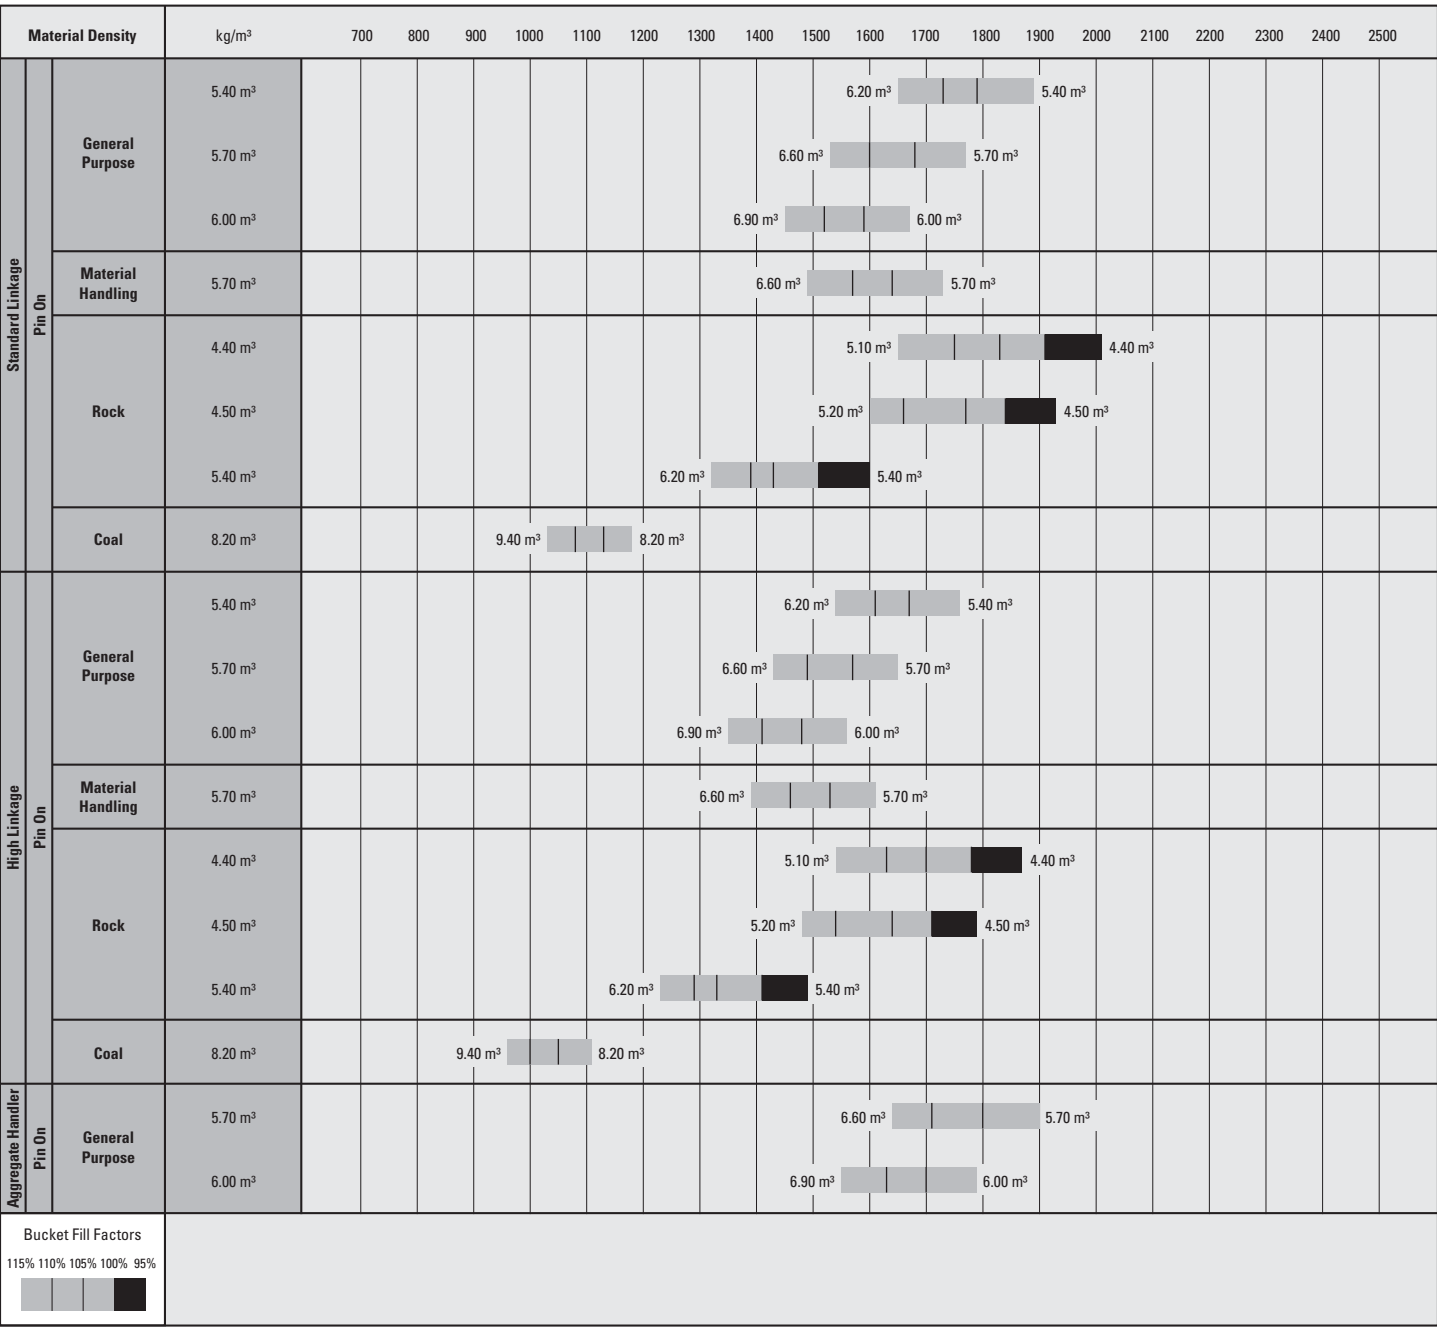 Material Density kg/m³ 700 800 900 1000 1100 1200 1300 1400 1500 1600 1700 1800 1900 2000 2100 2200 2300 2400 2500
Standard Linkage
Pin On
General
Purpose
5.40 m³ 6.20 m³ 5.40 m³
5.70 m³ 6.60 m³ 5.70 m³
6.00 m³ 6.90 m³ 6.00 m³
Material
Handling
5.70 m³ 6.60 m³ 5.70 m³
Rock
4.40 m³ 5.10 m³ 4.40 m³
4.50 m³ 5.20 m³ 4.50 m³
5.40 m³ 6.20 m³ 5.40 m³
Coal 8.20 m³ 9.40 m³ 8.20 m³
High Linkage
Pin On
General
Purpose
5.40 m³ 6.20 m³ 5.40 m³
5.70 m³ 6.60 m³ 5.70 m³
6.00 m³ 6.90 m³ 6.00 m³
Material
Handling
5.70 m³ 6.60 m³ 5.70 m³
Rock
4.40 m³ 5.10 m³ 4.40 m³
4.50 m³ 5.20 m³ 4.50 m³
5.40 m³ 6.20 m³ 5.40 m³
Coal 8.20 m³ 9.40 m³ 8.20 m³
Aggregate Handler
Pin On
General
Purpose
5.70 m³ 6.60 m³ 5.70 m³
6.00 m³ 6.90 m³ 6.00 m³
Bucket Fill Factors
115% 110% 105% 100% 95%